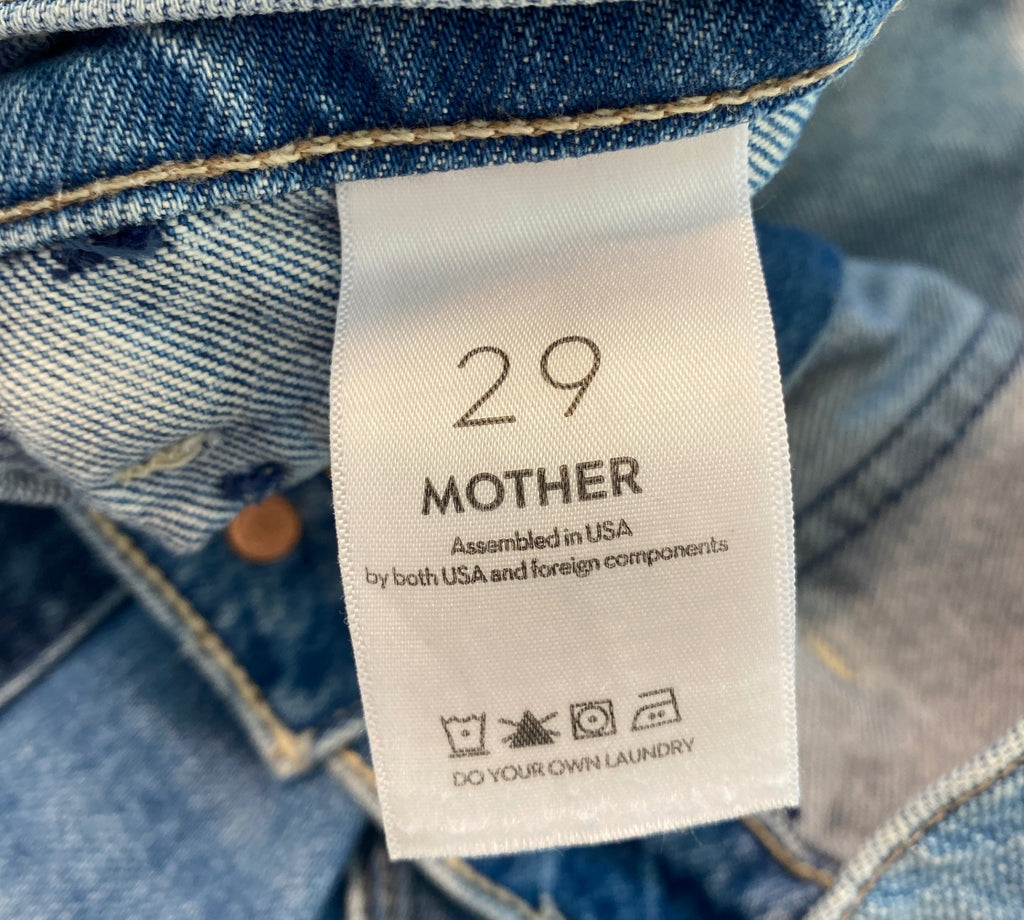 29
MOTHER
Assembled in USA
by both USA and foreign components
DO YOUR OWN LAUNDRY